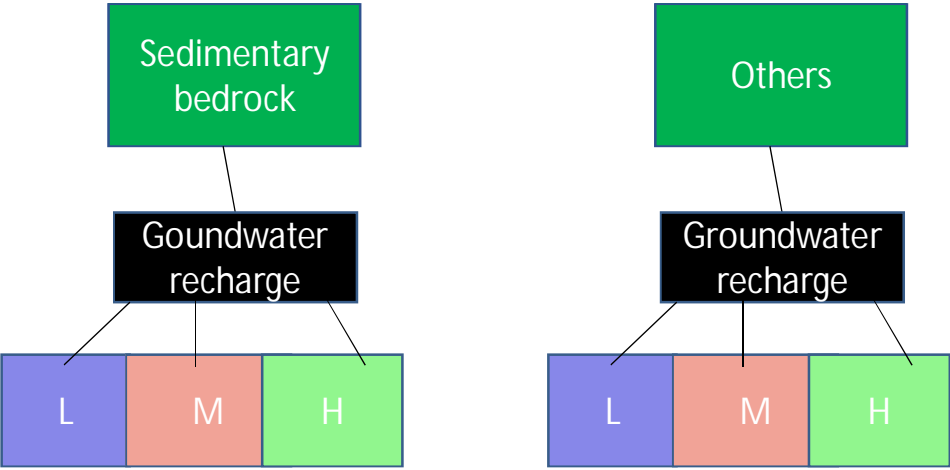 Sedimentary
bedrock
Others
Goundwater
recharge
Groundwater
recharge
L
M
H
L
M
H